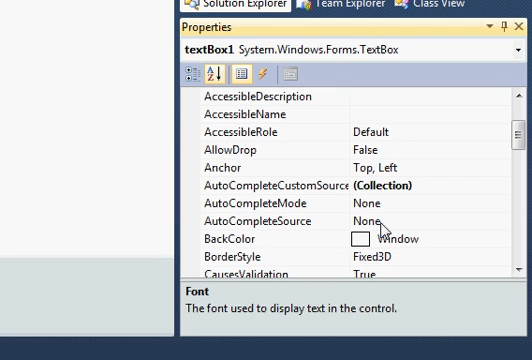 Solution Explorer Team Explorer Class View
Properties
textBox1 System.Windows.Forms.TextBox
AccessibleDescription
AccessibleName
AccessibleRole Default
AllowDrop False
Anchor Top, Left
AutoCompleteCustomSource (Collection)
AutoCompleteMode None
AutoCompleteSource None
BackColor Window
BorderStyle Fixed3D
CausesValidation True
Font
The font used to display text in the control.